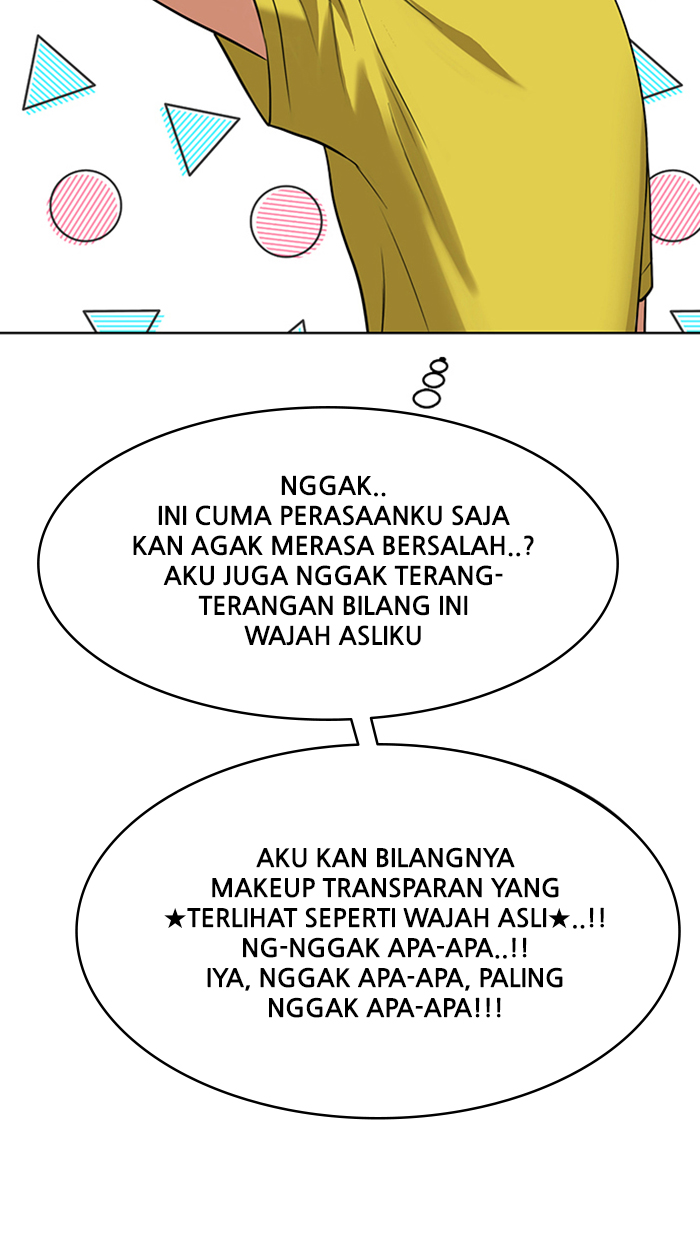 NGGAK..
INI CUMA PERASAANKU SAJA
KAN AGAK MERASA BERSALAH..?
AKU JUGA NGGAK TERANG-
TERANGAN BILANG INI
WAJAH ASLIKU
AKU KAN BILANGNYA
MAKEUP TRANSPARAN YANG
★TERLIHAT SEPERTI WAJAH ASLI★..!!
NG-NGGAK APA-APA..!!
IYA, NGGAK APA-APA, PALING
NGGAK APA-APA!!!